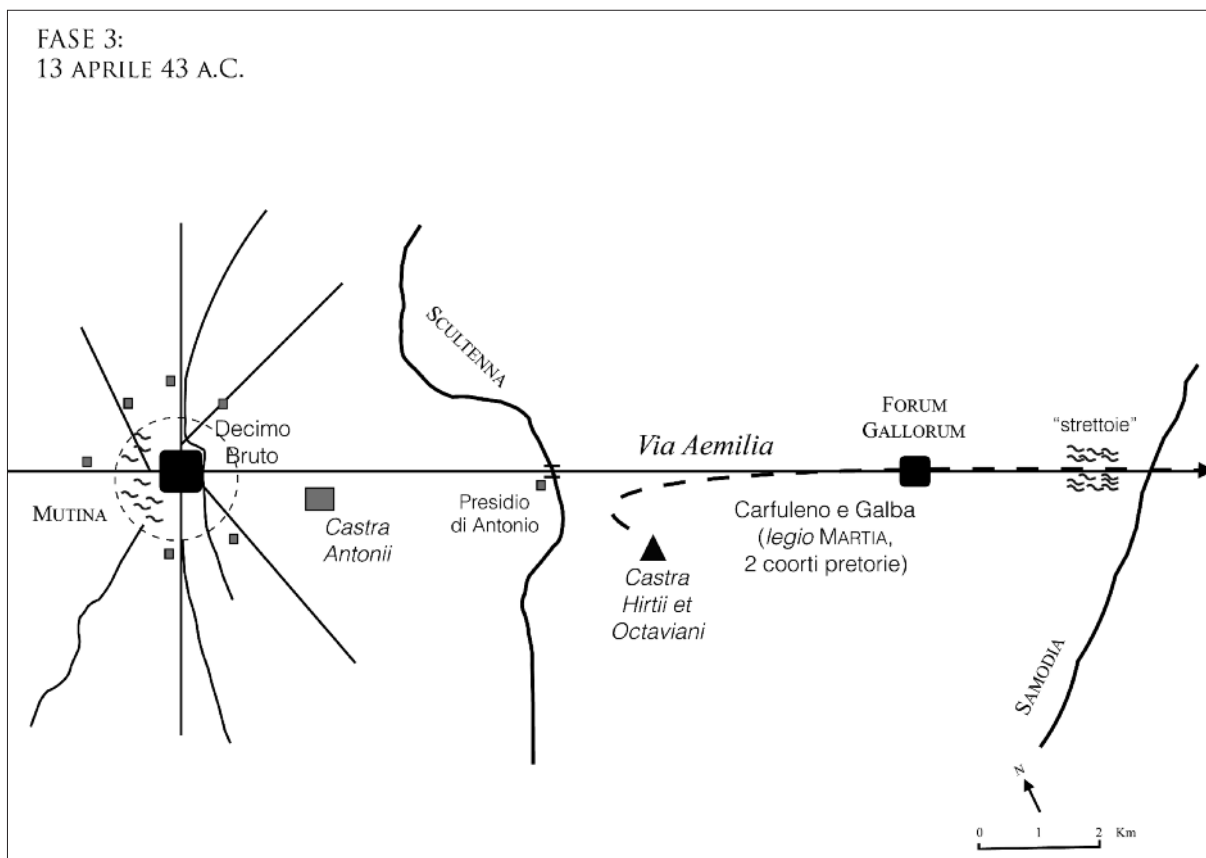 FASE 3:
13 APRILE 43 A.C.
SCULTENNA
FORUM
GALLORUM
"strettoie"
Decimo
Bruto
Via Aemilia
MUTINA
Castra
Antonii
Presidio
di Antonio
Carfuleno e Galba
(legio MARTIA,
2 coorti pretorie)
Castra
Hirtii et
Octaviani
SAMODIA
N
0 1 2 Km